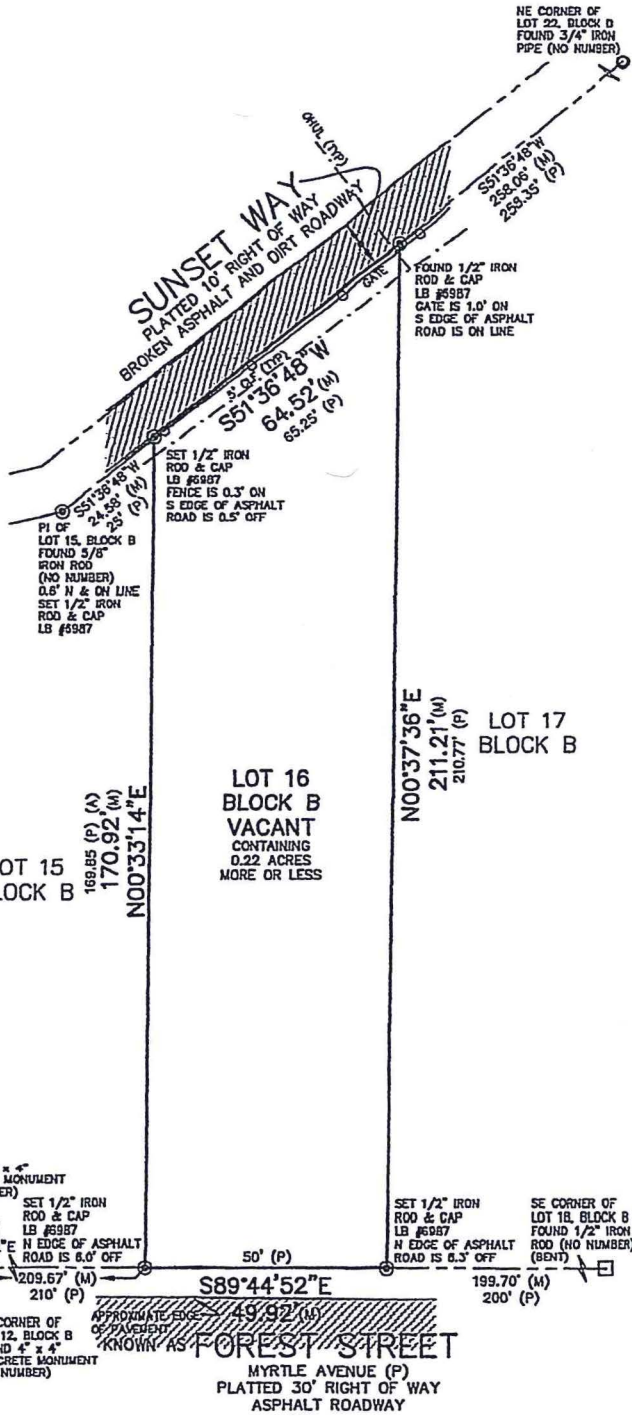 NE CORNER OF
LOT 22, BLOCK D
FOUND 3/4" IRON
PIPE (NO NUMBER)
OHUL (TYP)
S51°36'48"W
258.06' (M)
259.35' (P)
SUNSET WAY
PLATTED 10' RIGHT OF WAY
BROKEN ASPHALT AND DIRT ROADWAY
GATE
FOUND 1/2" IRON
ROD & CAP
LB #6987
GATE IS 1.0' ON
S EDGE OF ASPHALT
ROAD IS ON LINE
5' CLF (TYP)
S51°36'48"W
64.52' (M)
65.25' (P)
SET 1/2" IRON
ROD & CAP
LB #6987
FENCE IS 0.3' ON
S EDGE OF ASPHALT
ROAD IS 0.5' OFF
S51°36'48"W
24.58' (M)
25' (P)
PI OF
LOT 15, BLOCK B
FOUND 5/8"
IRON ROD
(NO NUMBER)
0.6' N & ON LINE
SET 1/2" IRON
ROD & CAP
LB #6987
N00°37'36"E
211.21' (M)
210.77' (P)
LOT 17
BLOCK B
LOT 16
BLOCK B
VACANT
CONTAINING
0.22 ACRES
MORE OR LESS
169.85 (P) (A)
170.92' (M)
N00°33'14"E
OT 15
LOCK B
x 4"
MONUMENT
ER)
SET 1/2" IRON
ROD & CAP
LB #6987
N EDGE OF ASPHALT
ROAD IS 6.0' OFF
"E
209.67' (M)
210' (P)
CORNER OF
12, BLOCK B
ND 4" x 4"
CRETE MONUMENT
NUMBER)
50' (P)
S89°44'52"E
49.92' (M)
SET 1/2" IRON
ROD & CAP
LB #6987
N EDGE OF ASPHALT
ROAD IS 6.3' OFF
SE CORNER OF
LOT 18, BLOCK B
FOUND 1/2" IRON
ROD (NO NUMBER)
(BENT)
199.70' (M)
200' (P)
APPROXIMATE EDGE
OF PAVEMENT
KNOWN AS FOREST STREET
MYRTLE AVENUE (P)
PLATTED 30' RIGHT OF WAY
ASPHALT ROADWAY